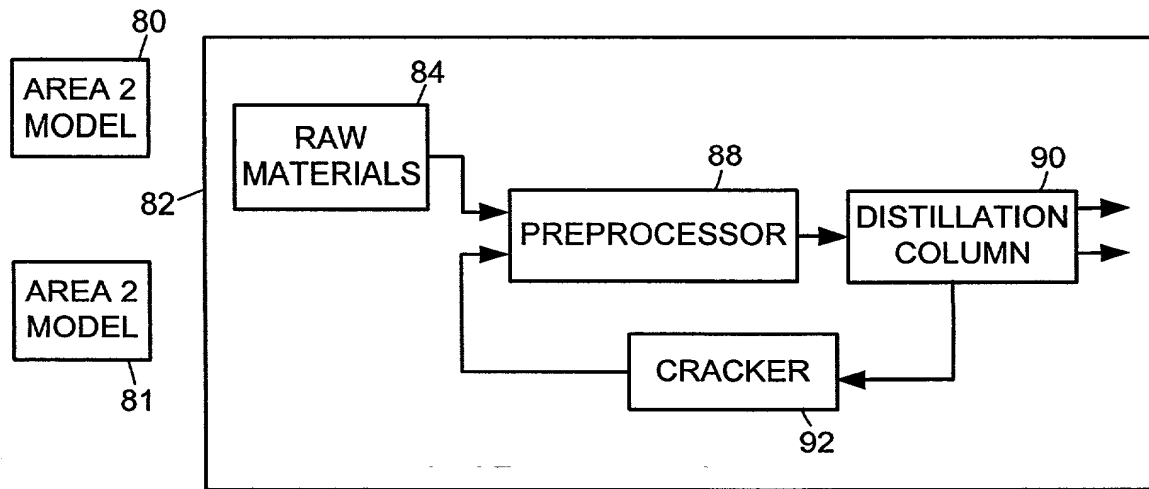 80
AREA 2
MODEL
82
84
RAW
MATERIALS
88
PREPROCESSOR
90
DISTILLATION
COLUMN
AREA 2
MODEL
81
CRACKER
92